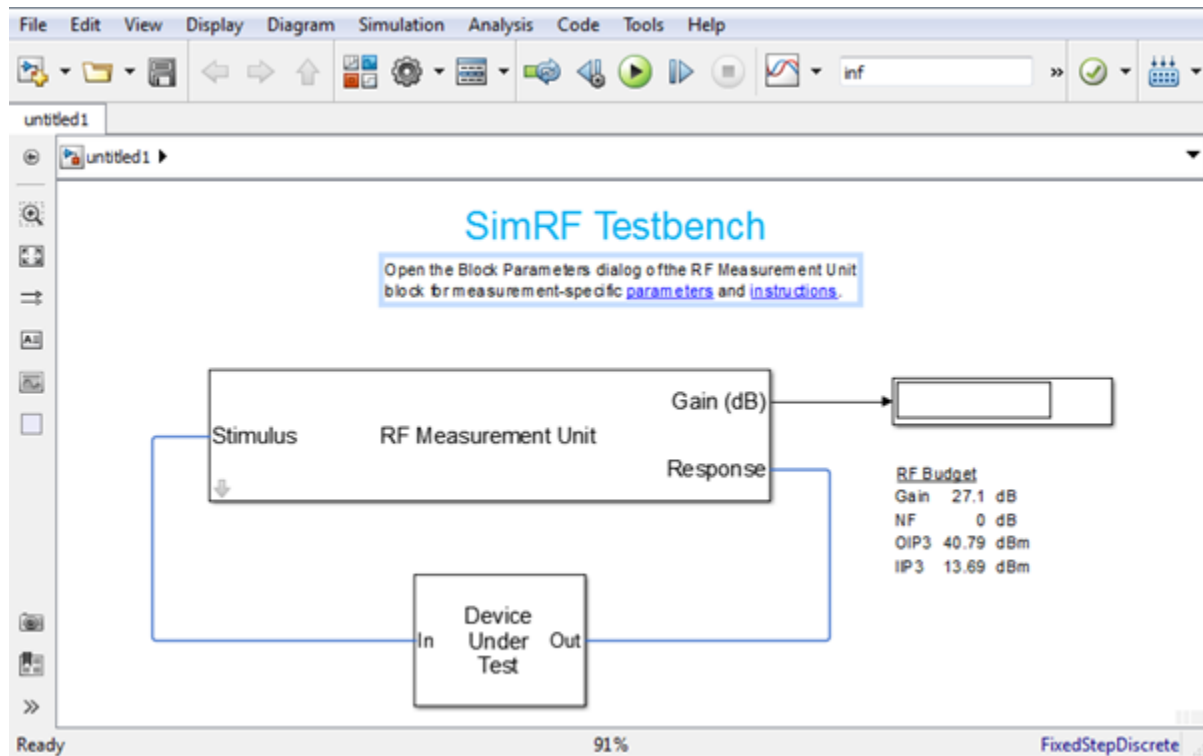 File Edit View Display Diagram Simulation Analysis Code Tools Help
inf
untitled1
untitled1
SimRF Testbench
Open the Block Parameters dialog of the RF Measurement Unit
block for measurement-specific parameters and instructions.
Gain (dB)
Stimulus RF Measurement Unit
Response
RF Budget
Gain 27.1 dB
NF 0 dB
OIP3 40.79 dBm
IIP3 13.69 dBm
Device
In Under Out
Test
Ready 91% FixedStepDiscrete